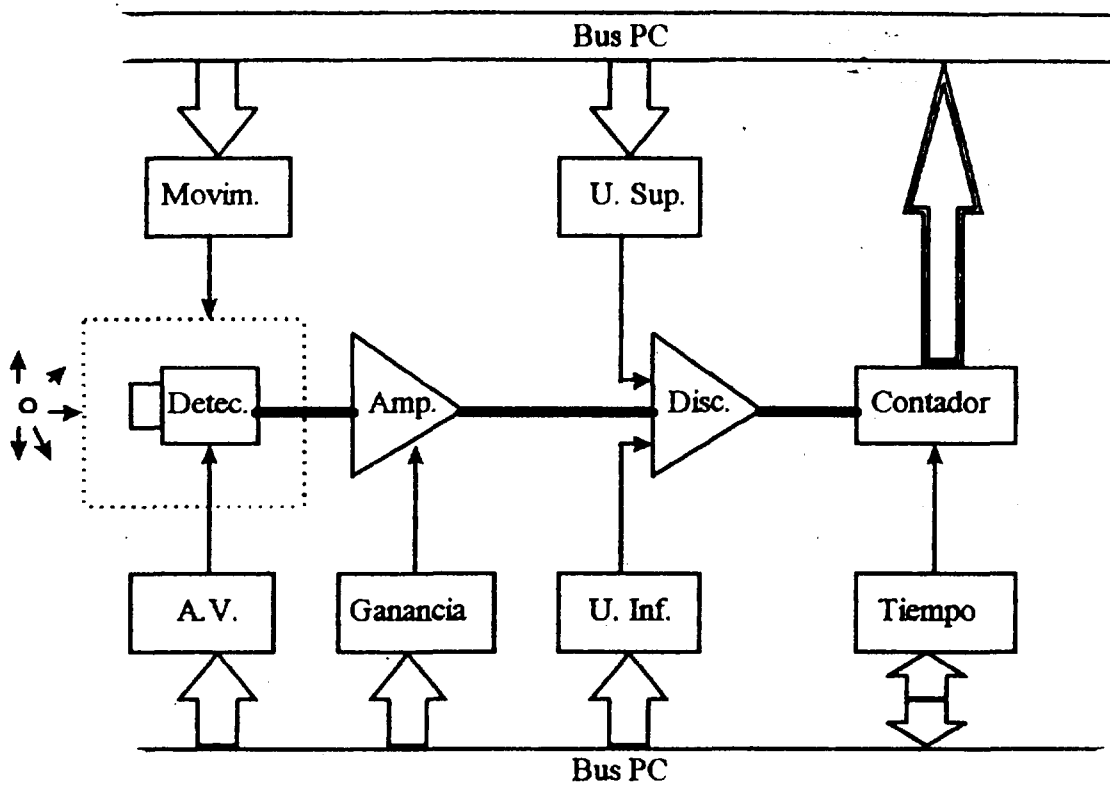 Bus PC
Movim.
U. Sup.
Detec.
Amp.
Disc.
Contador
A.V.
Ganancia
U. Inf.
Tiempo
Bus PC